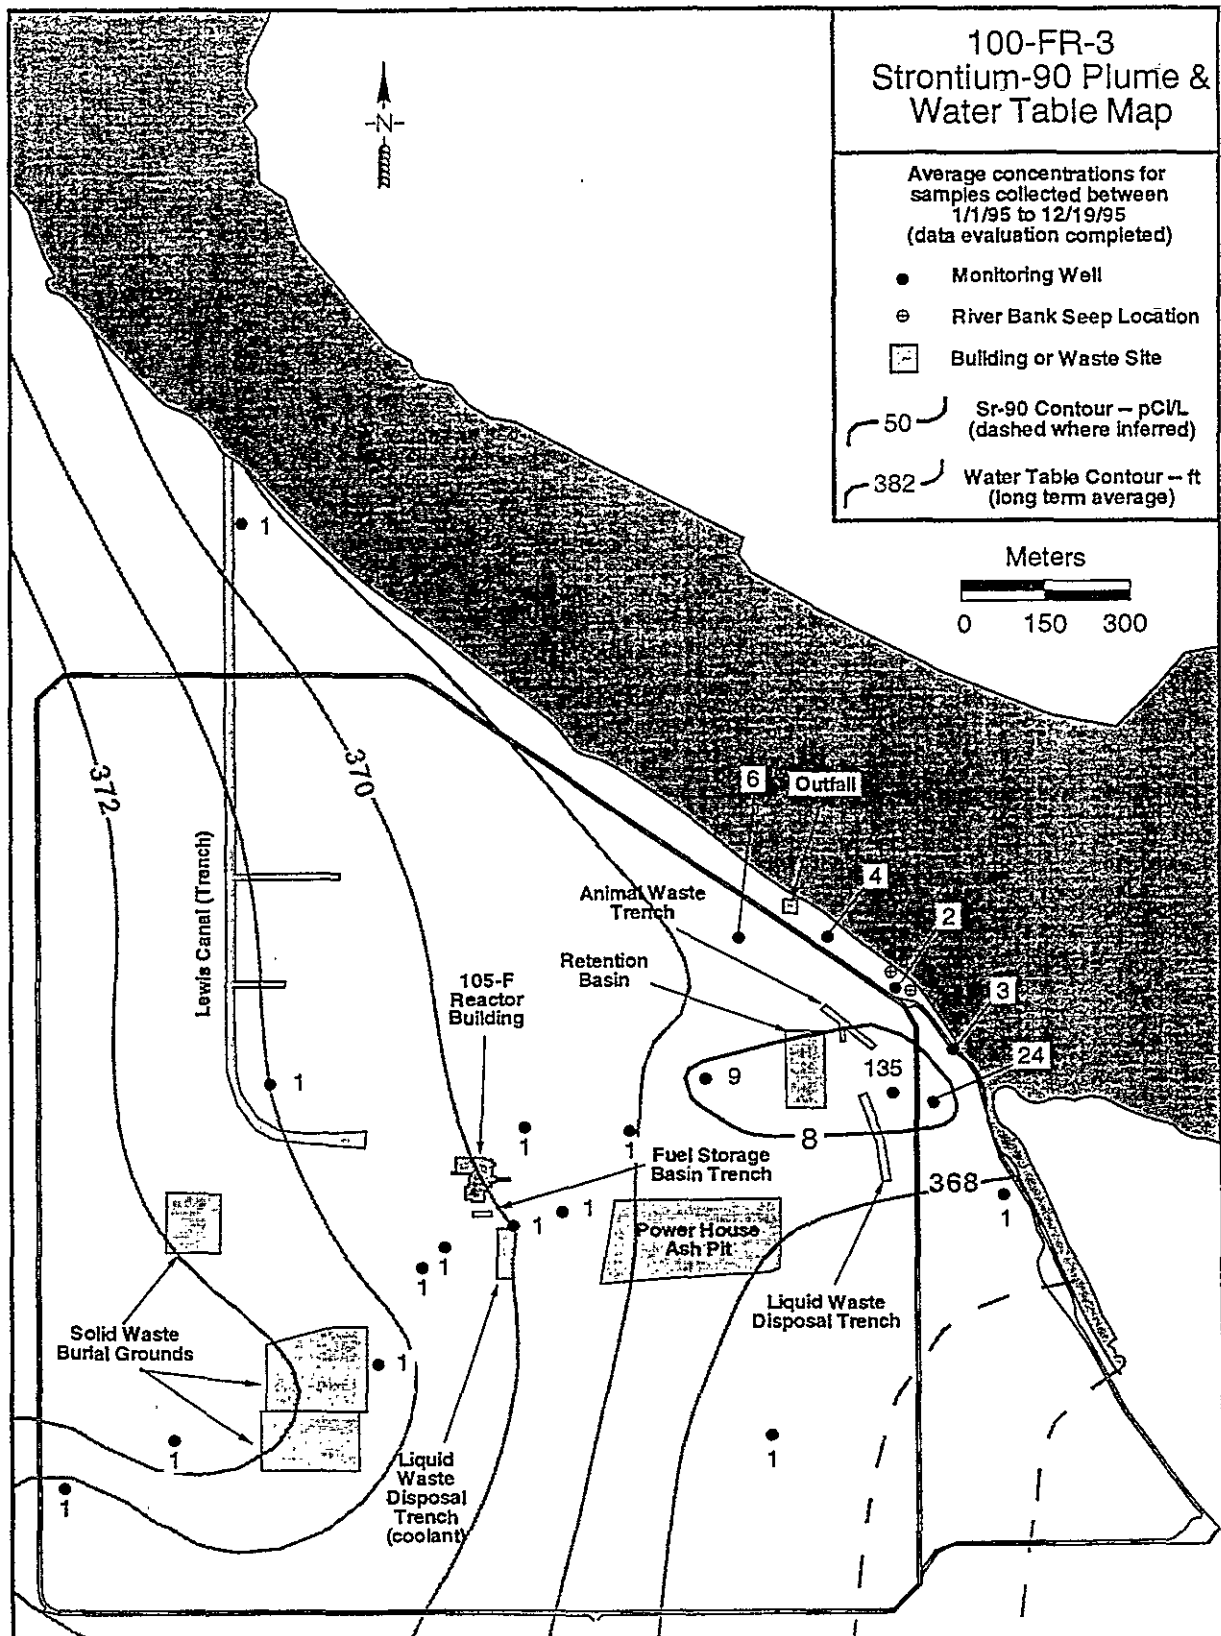 100-FR-3
Strontium-90 Plume &
Water Table Map
Average concentrations for
samples collected between
1/1/95 to 12/19/95
(data evaluation completed)
Monitoring Well
River Bank Seep Location
Building or Waste Site
50
Sr-90 Contour – pCi/L
(dashed where inferred)
382
Water Table Contour – ft
(long term average)
Meters
0 150 300
N
1
372
370
Lewis Canal (Trench)
6
Outfall
4
Animal Waste
Trench
2
Retention
Basin
3
105-F
Reactor
Building
24
135
9
1
8
1
1
Fuel Storage
Basin Trench
368
1
1
1
Power House
Ash Pit
1
1
Liquid Waste
Disposal Trench
Solid Waste
Burial Grounds
1
1
1
1
Liquid
Waste
Disposal
Trench
(coolant)